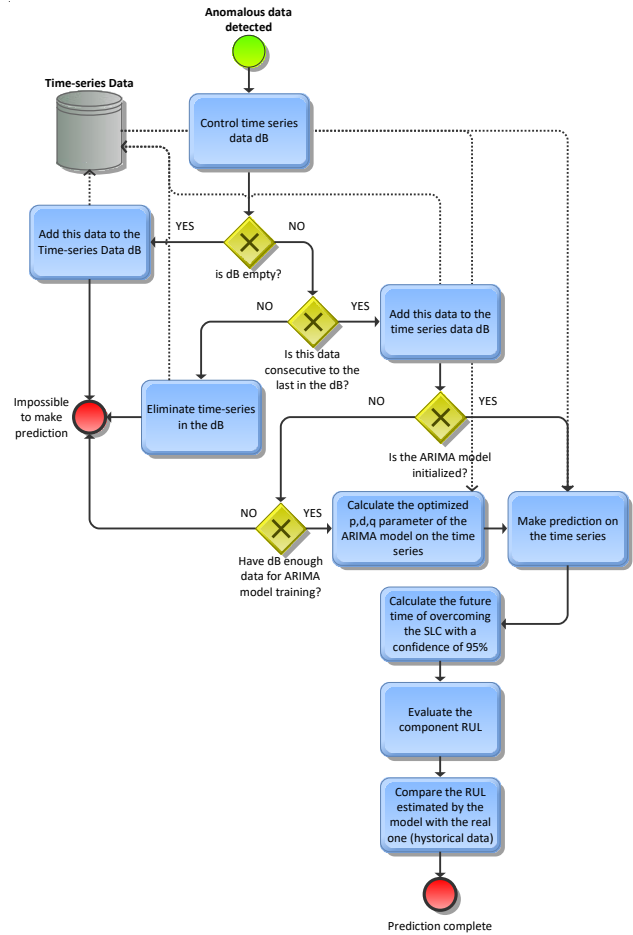 Anomalous data
detected
Time-series Data
Control time series
data dB
Add this data to the
Time-series Data dB
YES
NO
is dB empty?
NO
YES
Add this data to the
time series data dB
Is this data
consecutive to the
last in the dB?
Impossible
to make
prediction
Eliminate time-series
in the dB
NO
YES
Is the ARIMA model
initialized?
NO
YES
Calculate the optimized
p,d,q parameter of the
ARIMA model on the time
series
Make prediction on
the time series
Have dB enough
data for ARIMA
model training?
Calculate the future
time of overcoming
the SLC with a
confidence of 95%
Evaluate the
component RUL
Compare the RUL
estimated by the
model with the real
one (hystorical data)
Prediction complete